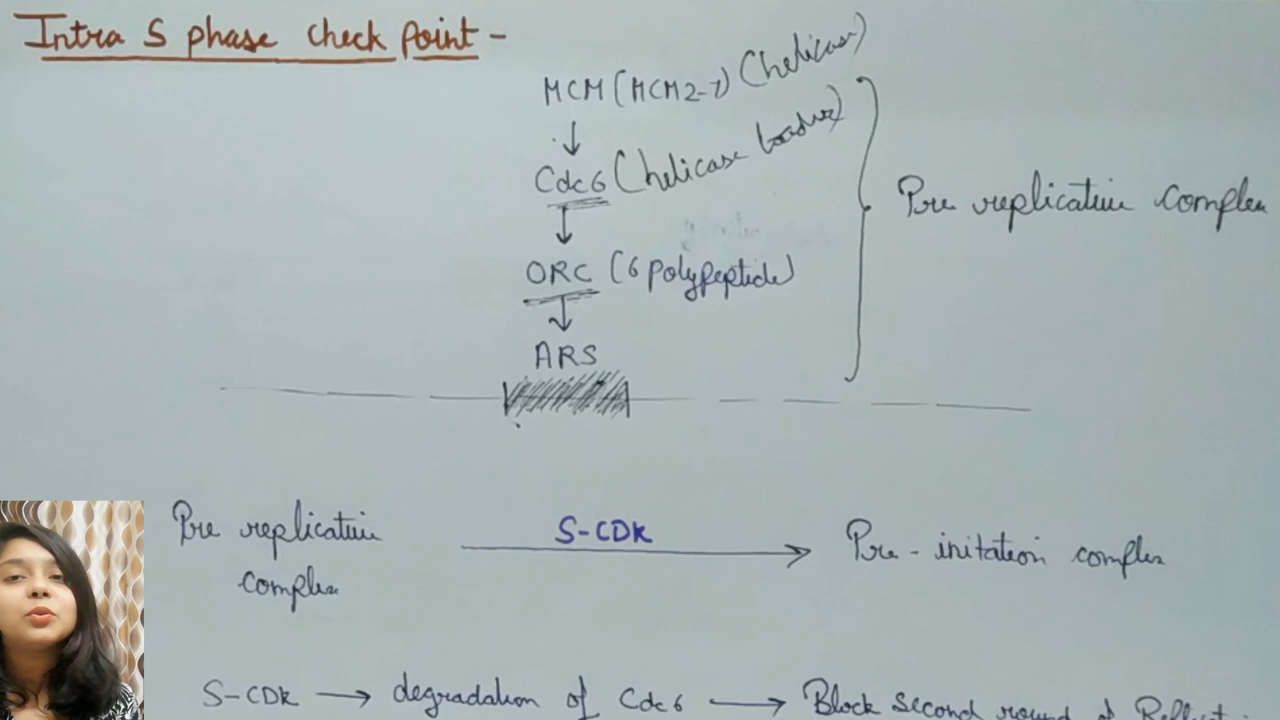 Intra S phase check point -
MCM (MCM2-7) (helicase)
↓
Cdc6 (helicase loader)
↓
ORC (6 polypeptide)
↓
ARS
Pre replication complex
Pre replication complex
S-CDK
Pre - initation complex
S-CDK → degradation of Cdc6 → Block second round of